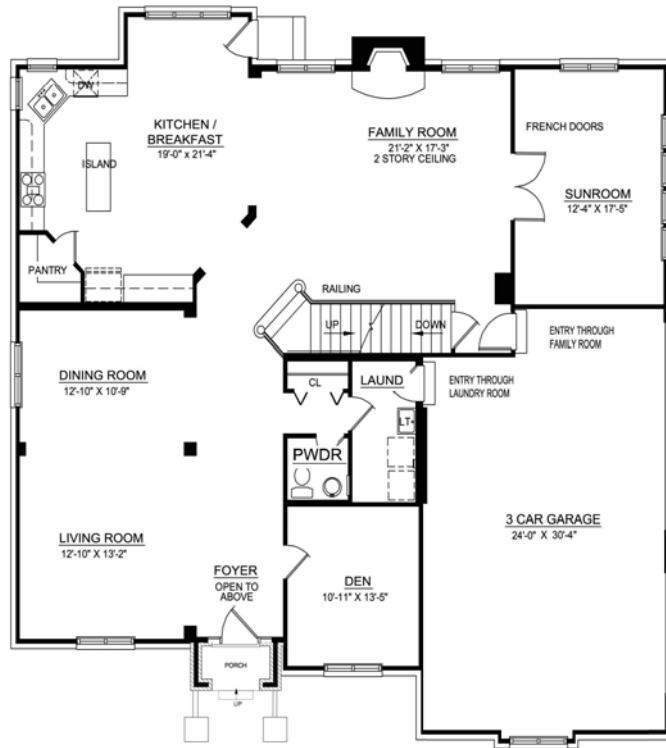 DW
KITCHEN /
BREAKFAST
19'-0" x 21'-4"
ISLAND
PANTRY
FAMILY ROOM
21'-2" X 17'-3"
2 STORY CEILING
FRENCH DOORS
SUNROOM
12'-4" X 17'-5"
RAILING
UP
DOWN
ENTRY THROUGH
FAMILY ROOM
DINING ROOM
12'-10" X 10'-9"
CL
LAUND
ENTRY THROUGH
LAUNDRY ROOM
LT
PWDR
LIVING ROOM
12'-10" X 13'-2"
FOYER
OPEN TO
ABOVE
DEN
10'-11" X 13'-5"
3 CAR GARAGE
24'-0" X 30'-4"
PORCH
UP